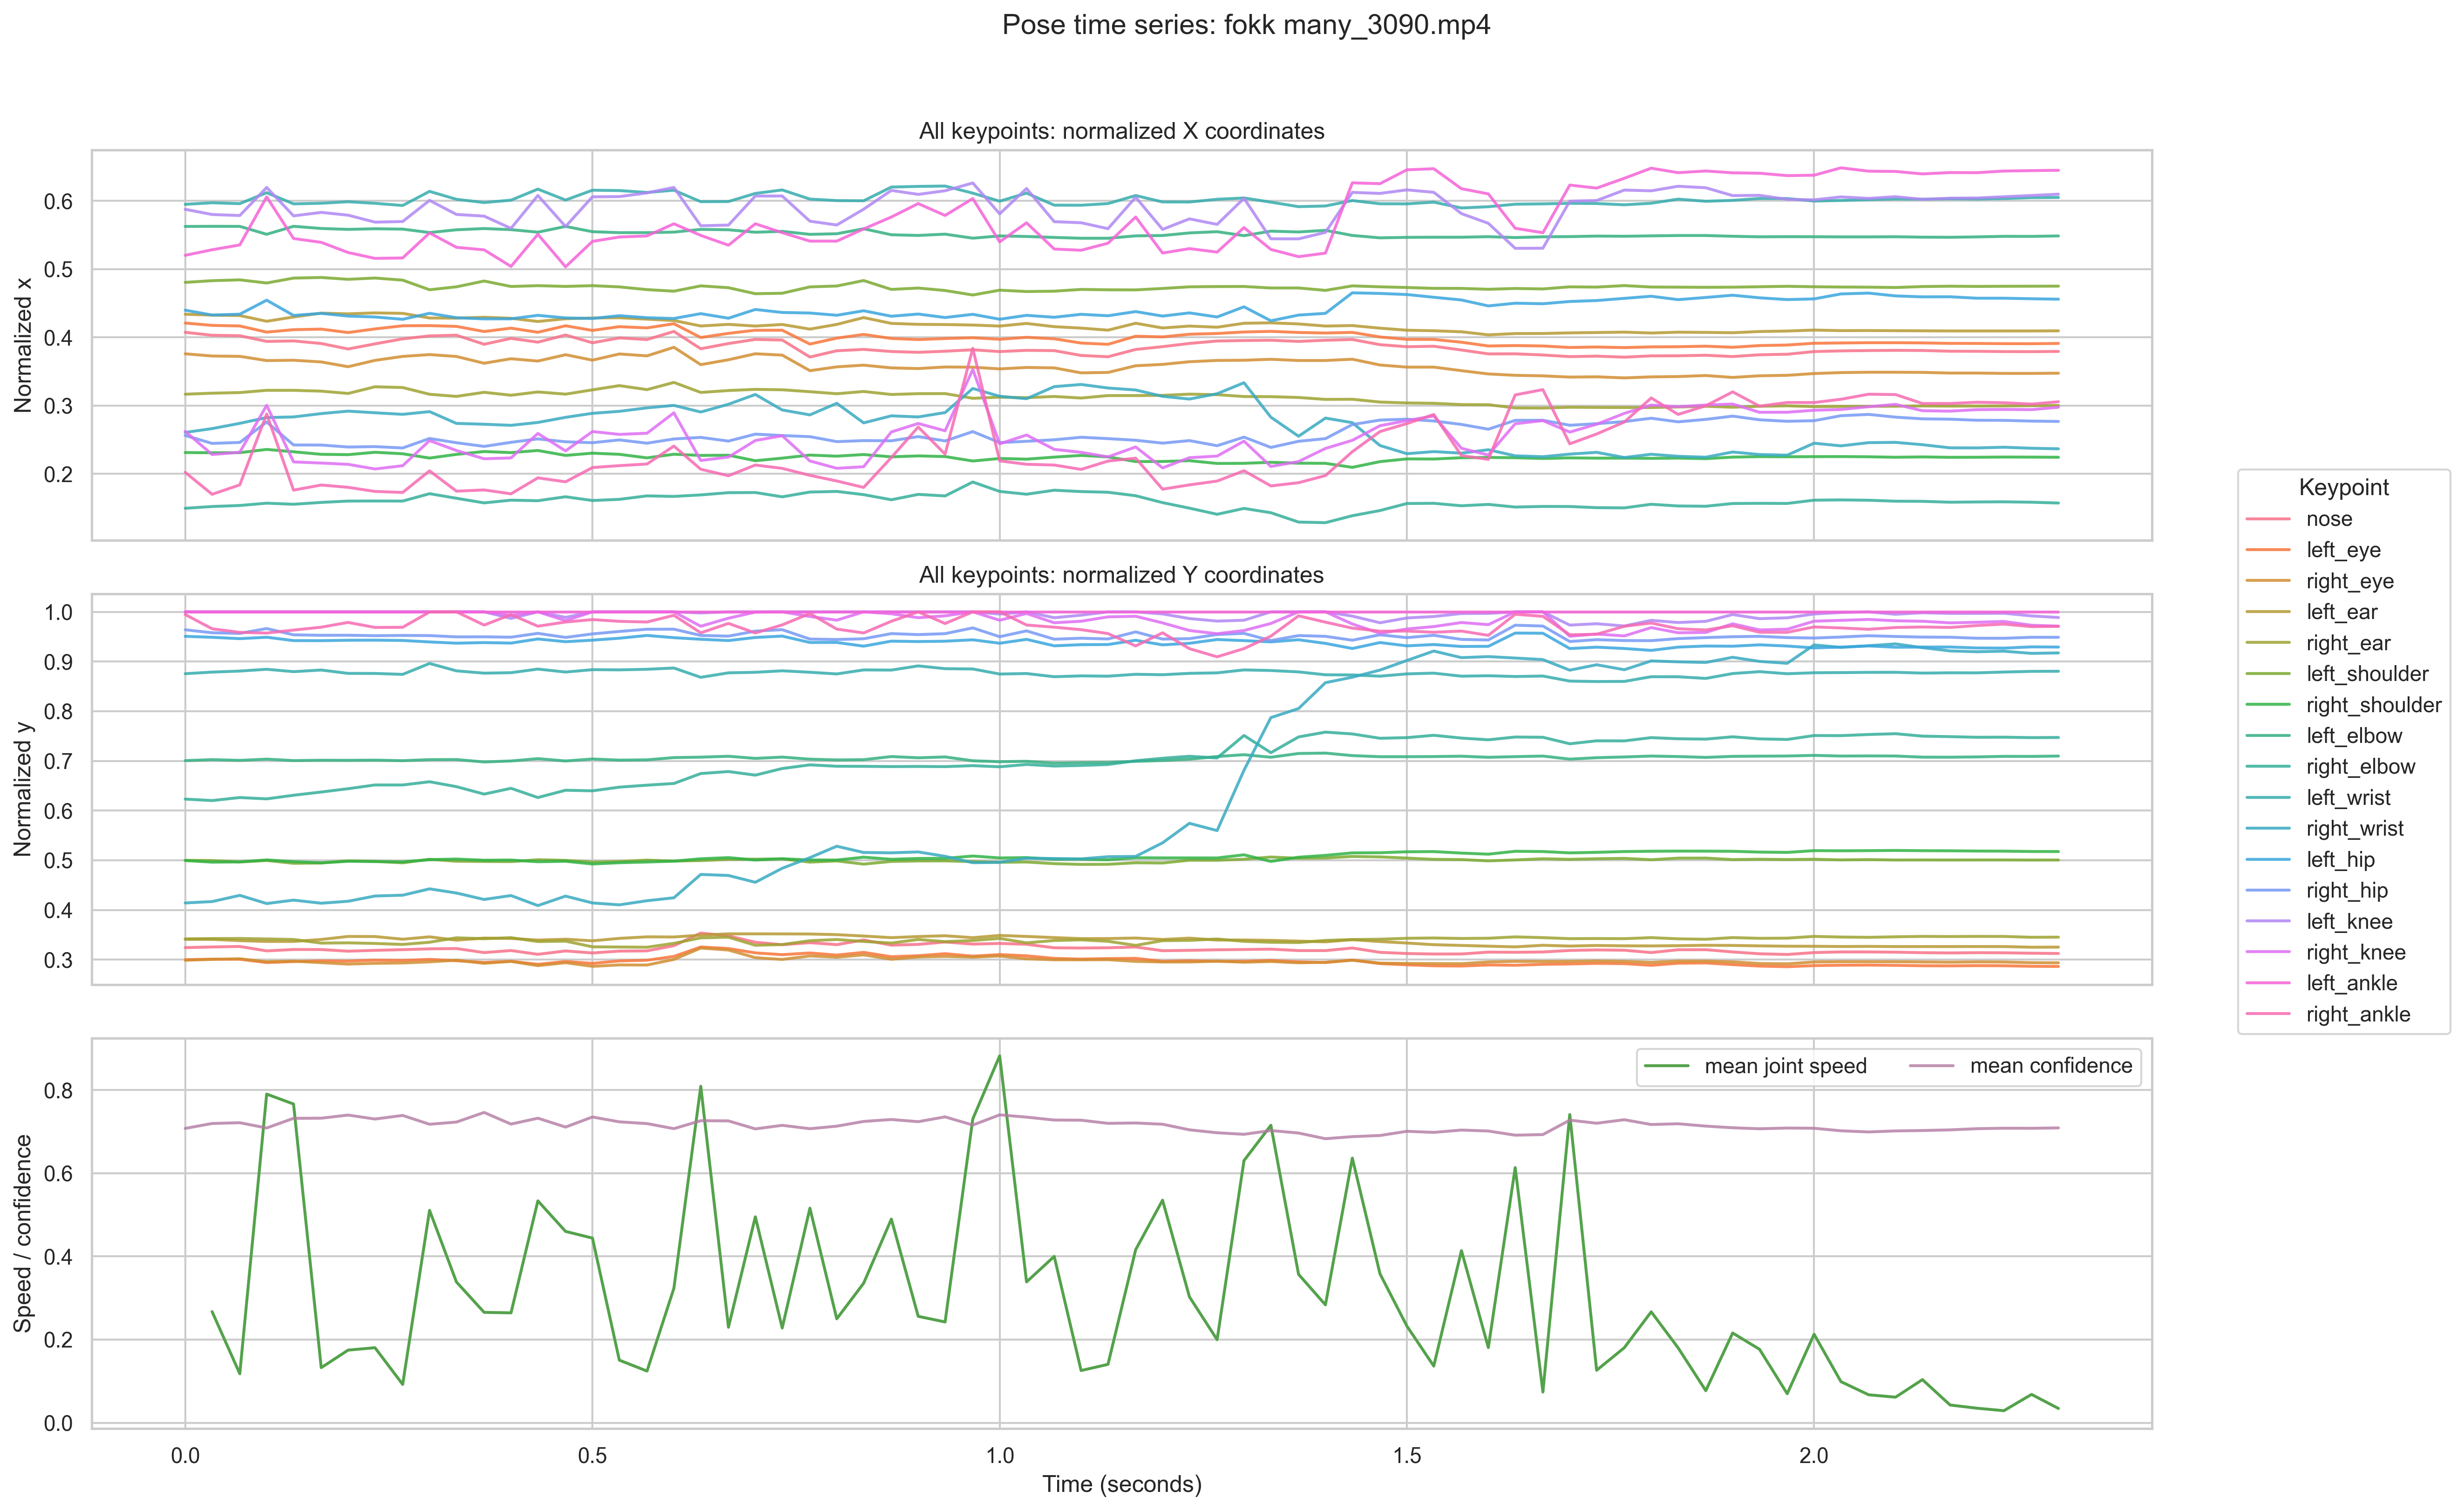 Pose time series: fokk many_3090.mp4
All keypoints: normalized X coordinates
Normalized x
0.6
0.5
0.4
0.3
0.2
All keypoints: normalized Y coordinates
Normalized y
1.0
0.9
0.8
0.7
0.6
0.5
0.4
0.3
Keypoint
nose
left_eye
right_eye
left_ear
right_ear
left_shoulder
right_shoulder
left_elbow
right_elbow
left_wrist
right_wrist
left_hip
right_hip
left_knee
right_knee
left_ankle
right_ankle
mean joint speed mean confidence
Speed / confidence
0.8
0.6
0.4
0.2
0.0
0.0 0.5 1.0 1.5 2.0
Time (seconds)